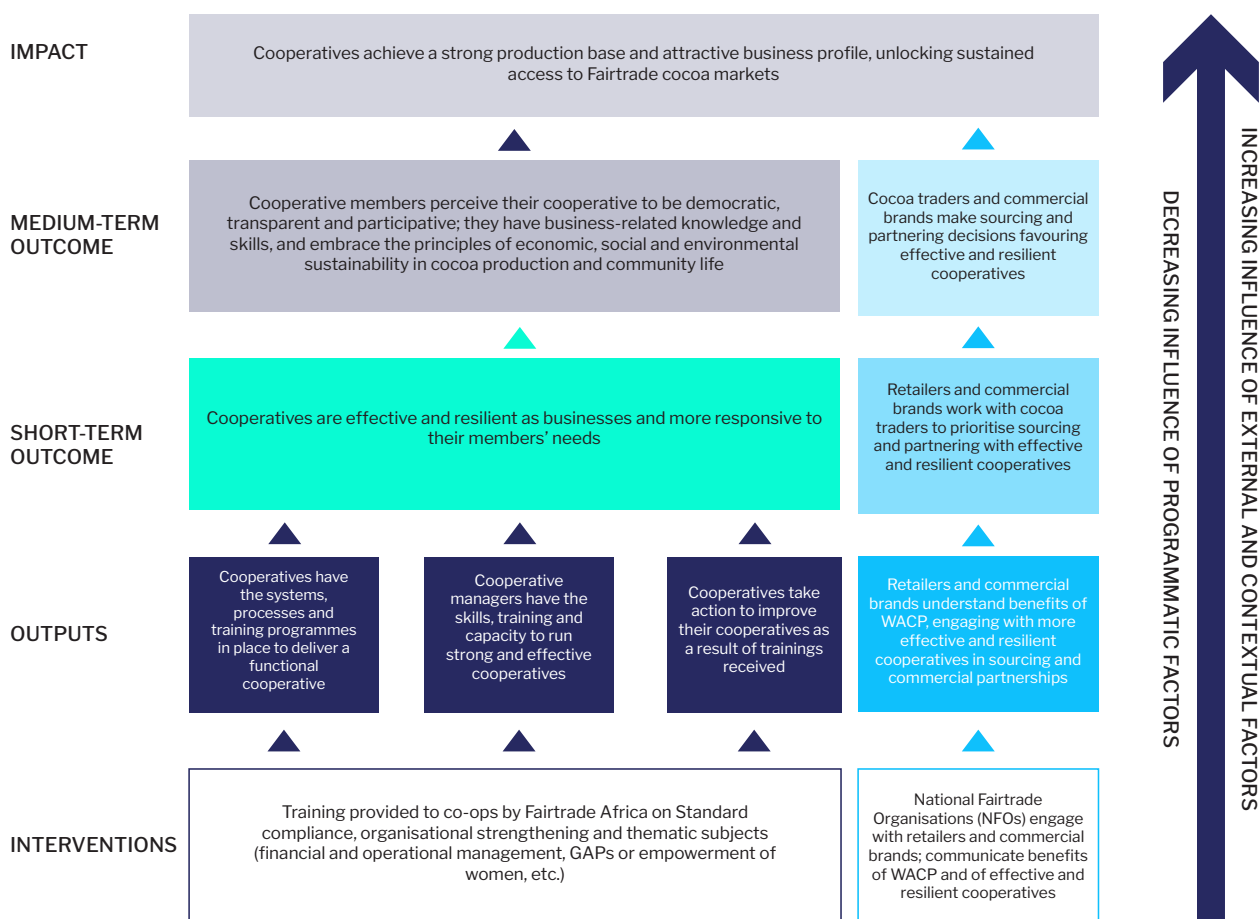 IMPACT
Cooperatives achieve a strong production base and attractive business profile, unlocking sustained
access to Fairtrade cocoa markets
MEDIUM-TERM
OUTCOME
Cooperative members perceive their cooperative to be democratic,
transparent and participative; they have business-related knowledge and
skills, and embrace the principles of economic, social and environmental
sustainability in cocoa production and community life
Cocoa traders and commercial
brands make sourcing and
partnering decisions favouring
effective and resilient
cooperatives
SHORT-TERM
OUTCOME
Cooperatives are effective and resilient as businesses and more responsive to
their members’ needs
Retailers and commercial
brands work with cocoa
traders to prioritise sourcing
and partnering with effective
and resilient cooperatives
OUTPUTS
Cooperatives have
the systems,
processes and
training programmes
in place to deliver a
functional
cooperative
Cooperative
managers have the
skills, training and
capacity to run
strong and effective
cooperatives
Cooperatives take
action to improve
their cooperatives as
a result of trainings
received
Retailers and commercial
brands understand benefits of
WACP, engaging with more
effective and resilient
cooperatives in sourcing and
commercial partnerships
INTERVENTIONS
Training provided to co-ops by Fairtrade Africa on Standard
compliance, organisational strengthening and thematic subjects
(financial and operational management, GAPs or empowerment of
women, etc.)
National Fairtrade
Organisations (NFOs) engage
with retailers and commercial
brands; communicate benefits
of WACP and of effective and
resilient cooperatives
DECREASING INFLUENCE OF PROGRAMMATIC FACTORS
INCREASING INFLUENCE OF EXTERNAL AND CONTEXTUAL FACTORS